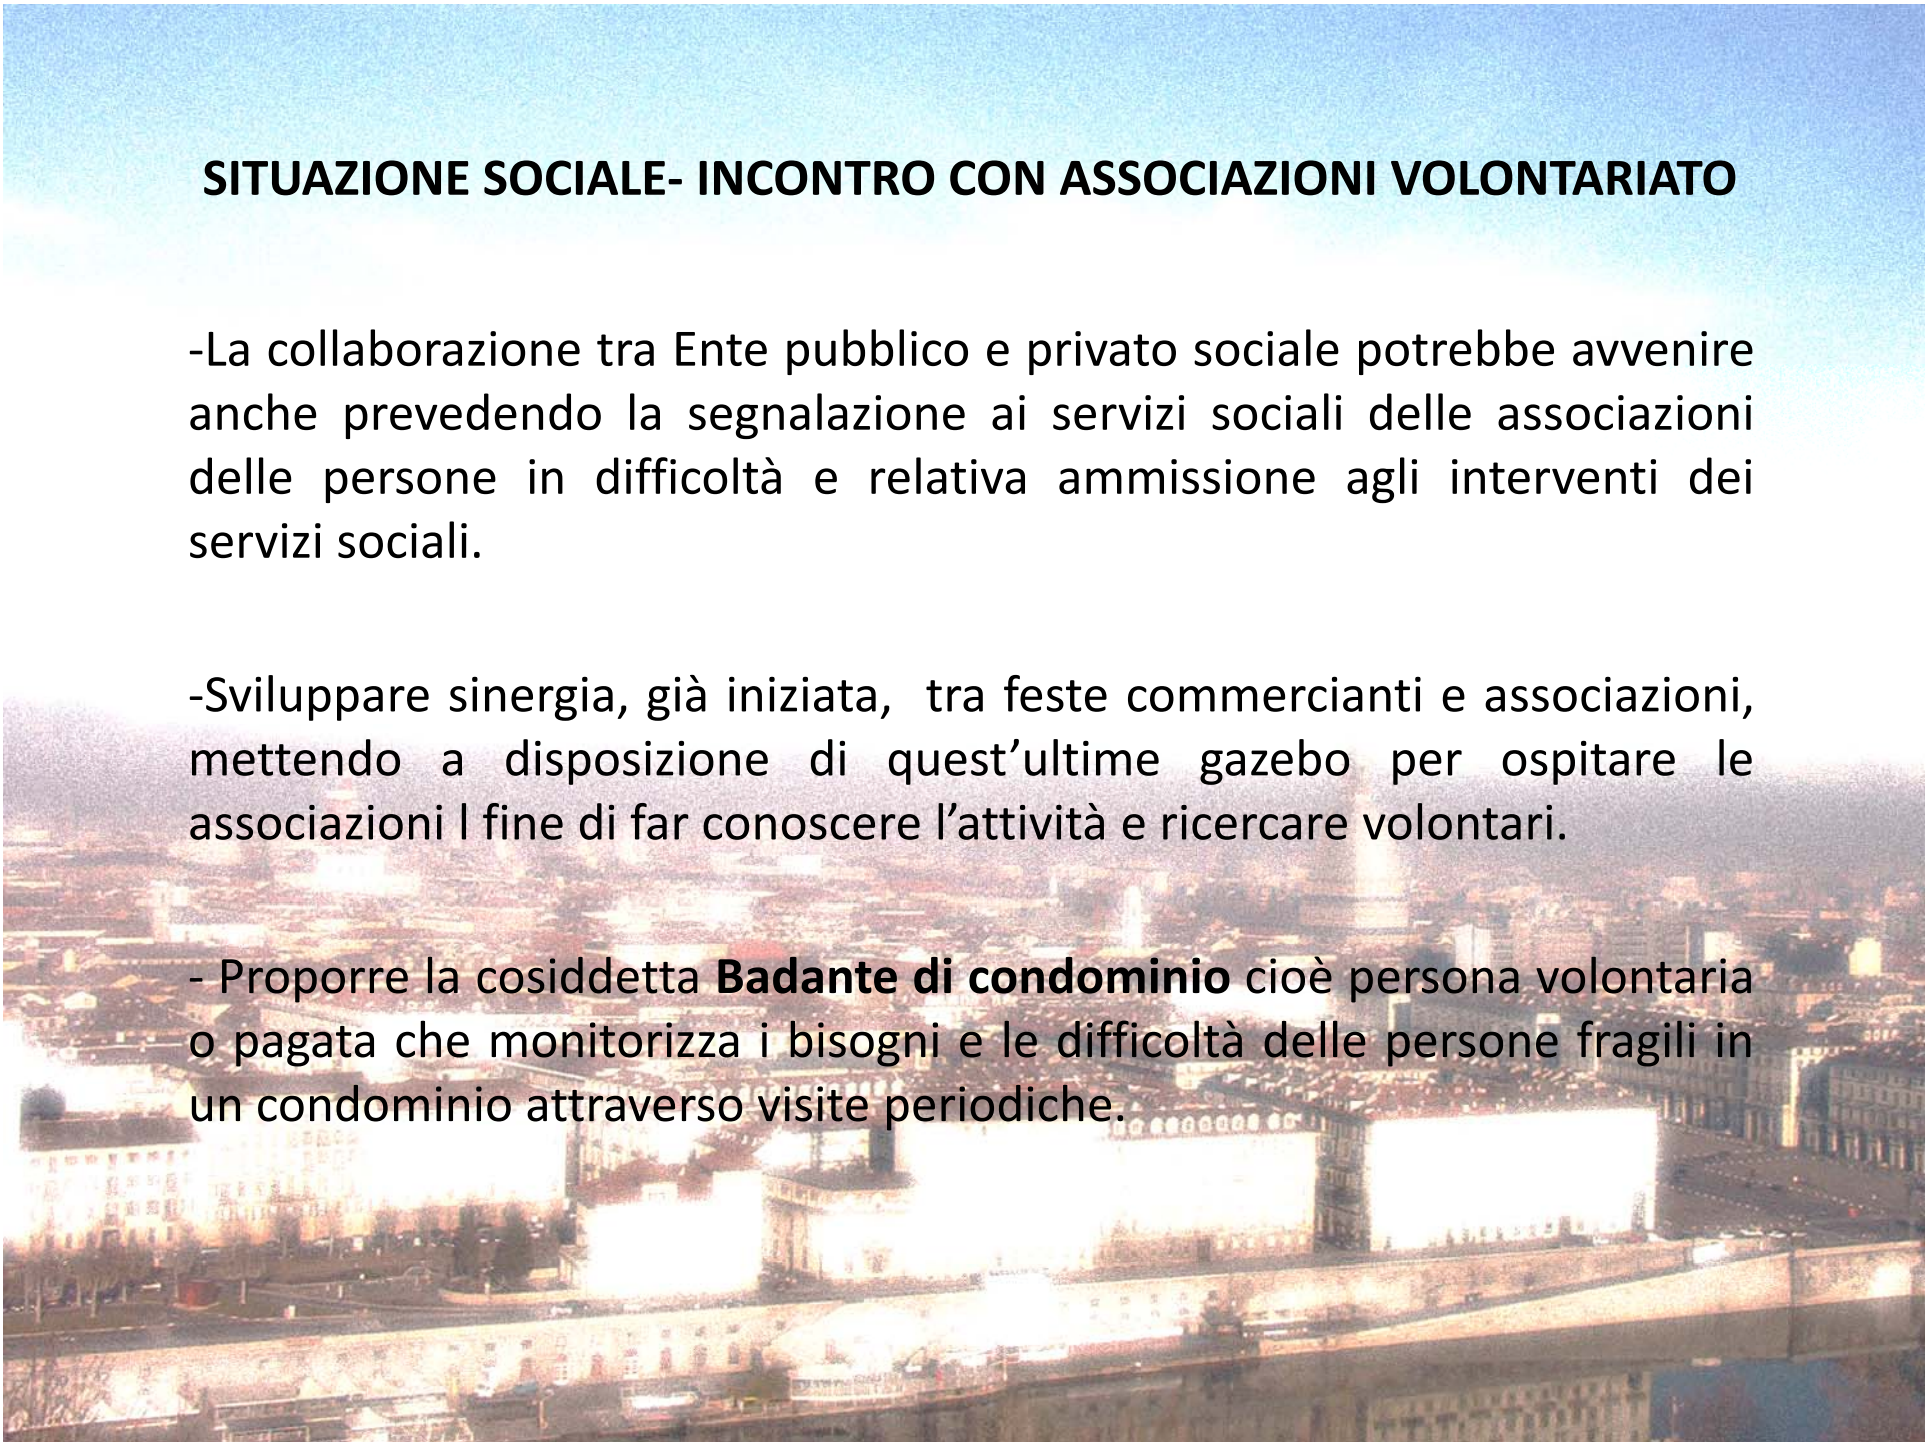 SITUAZIONE SOCIALE- INCONTRO CON ASSOCIAZIONI VOLONTARIATO
-La collaborazione tra Ente pubblico e privato sociale potrebbe avvenire
anche prevedendo la segnalazione ai servizi sociali delle associazioni
delle persone in difficoltà e relativa ammissione agli interventi dei
servizi sociali.
-Sviluppare sinergia, già iniziata, tra feste commercianti e associazioni,
mettendo a disposizione di quest’ultime gazebo per ospitare le
associazioni l fine di far conoscere l’attività e ricercare volontari.
- Proporre la cosiddetta Badante di condominio cioè persona volontaria
o pagata che monitorizza i bisogni e le difficoltà delle persone fragili in
un condominio attraverso visite periodiche.